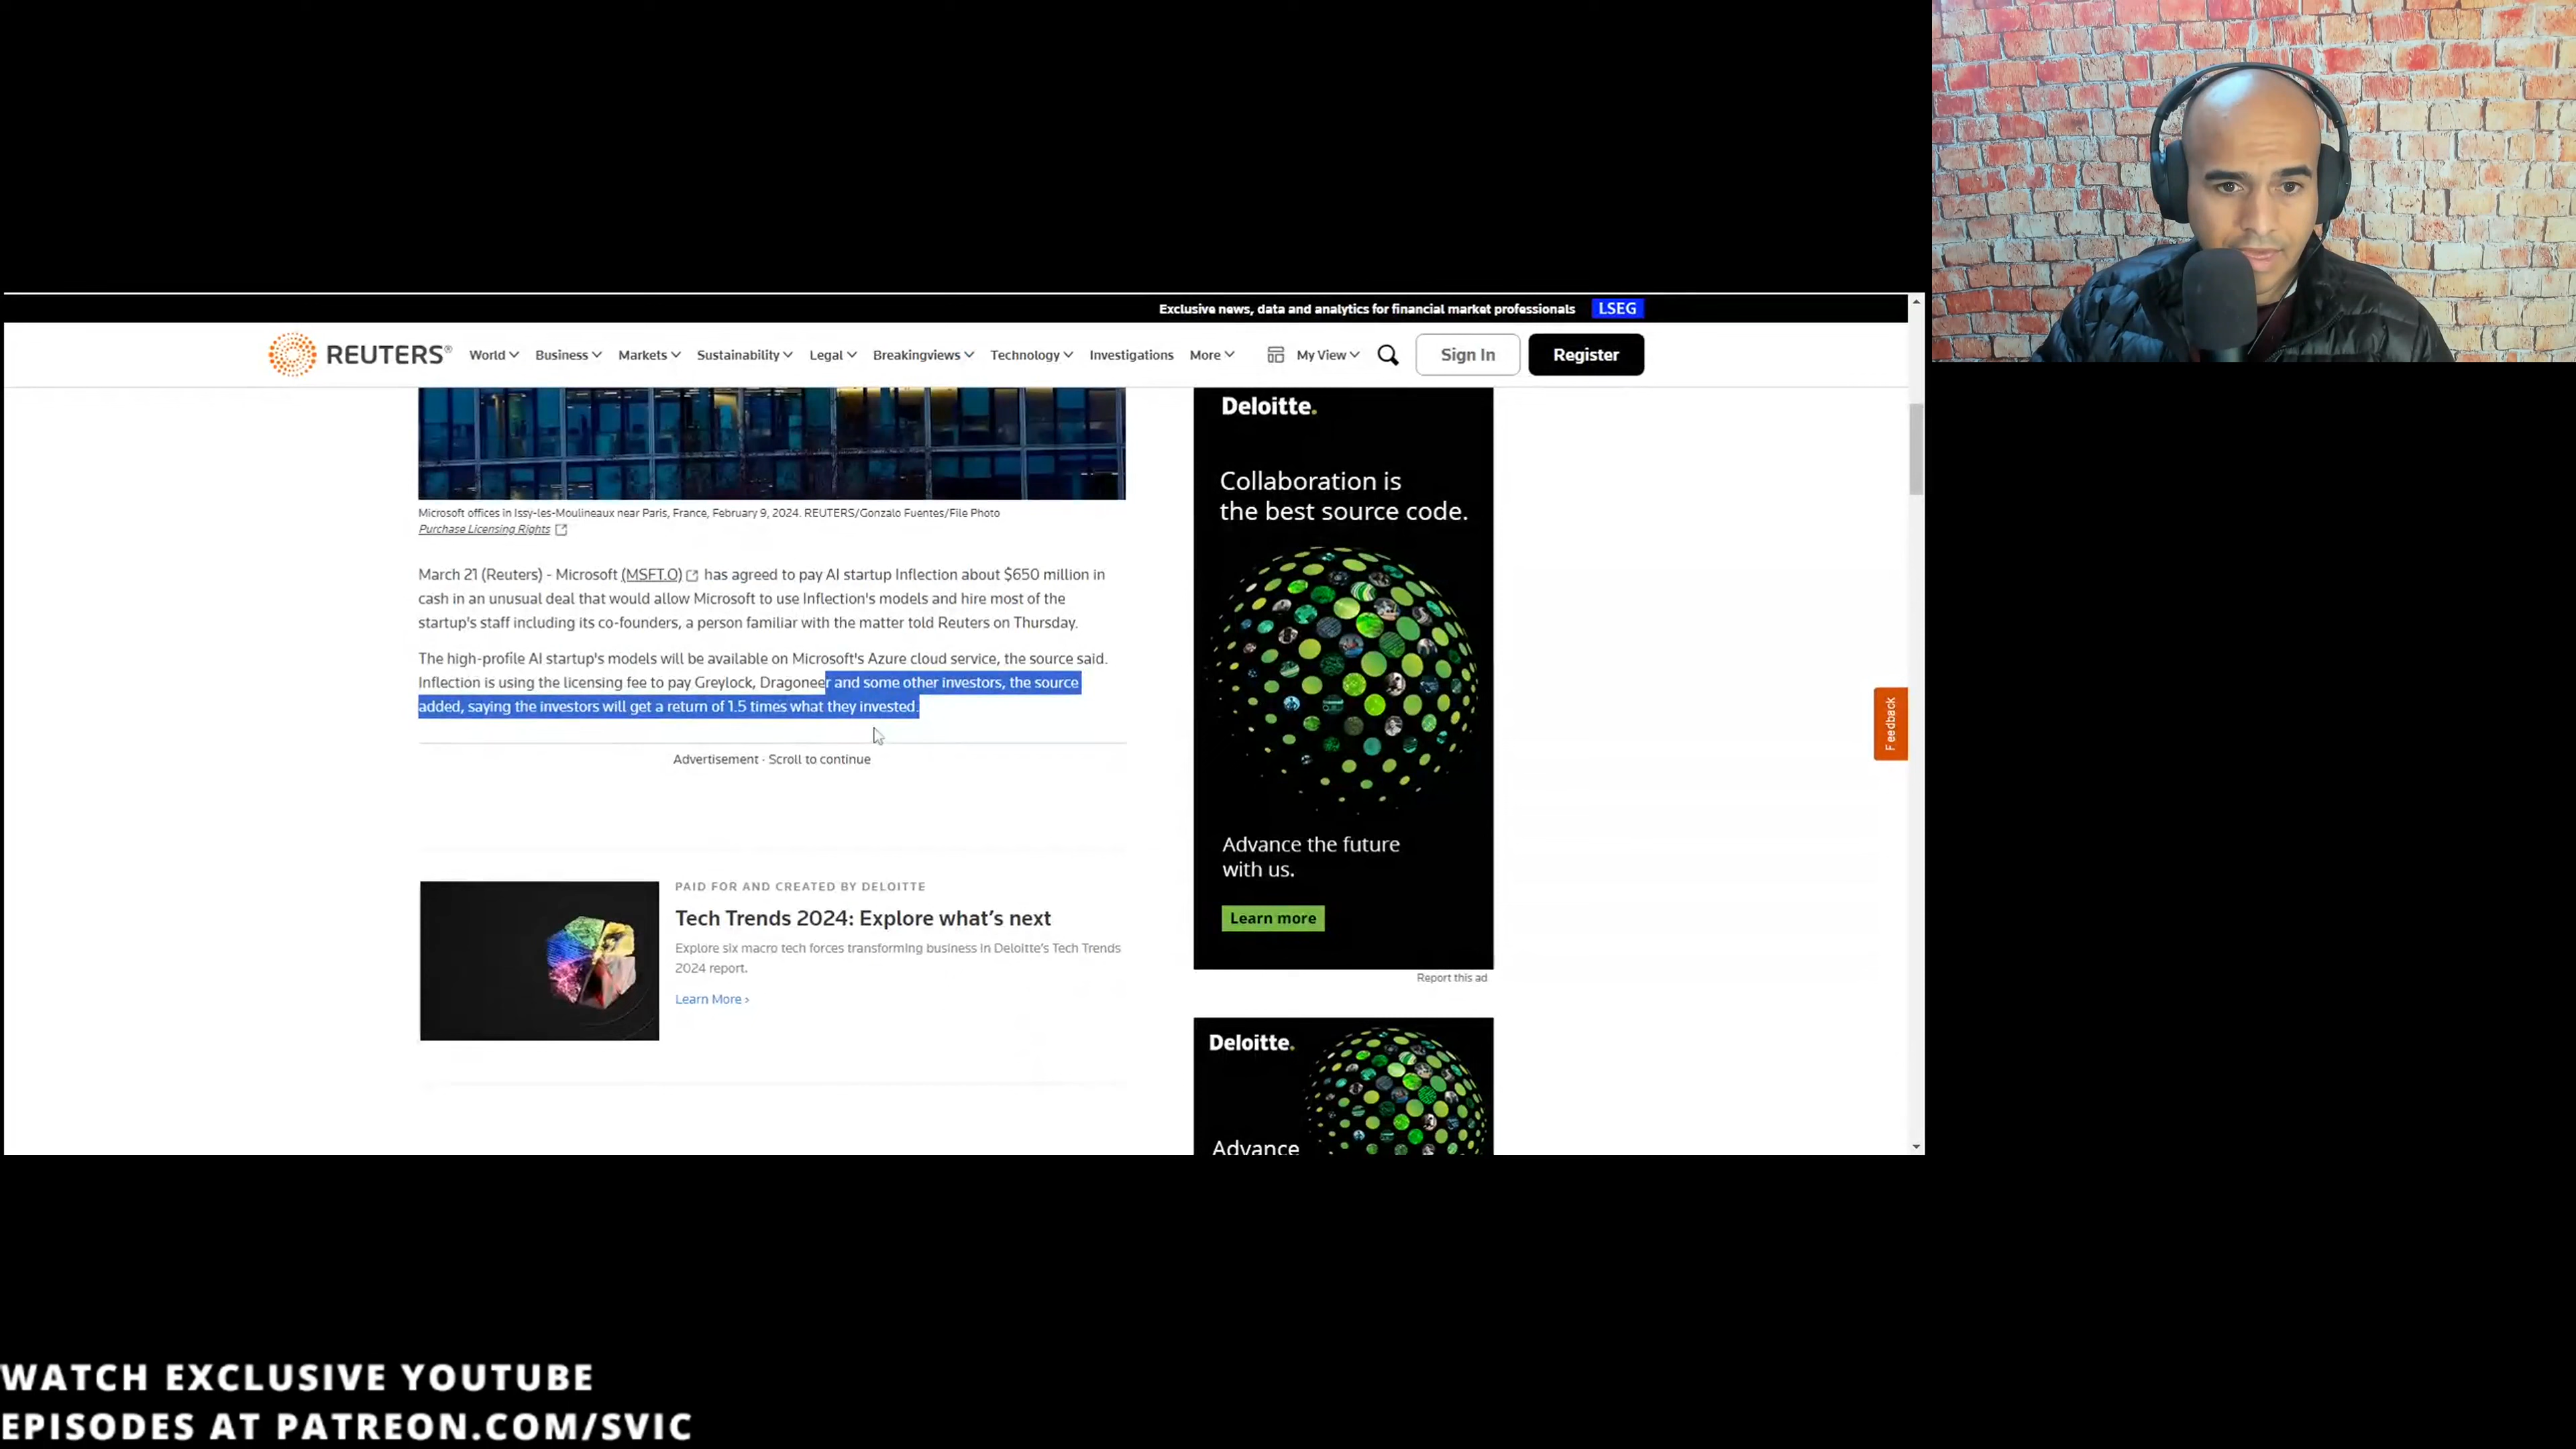 Exclusive news, data and analytics for financial market professionals LSEG
REUTERS® World Business Markets Sustainability Legal Breakingviews Technology Investigations More My View Sign In Register
Microsoft offices in Issy-les-Moulineaux near Paris, France, February 9, 2024. REUTERS/Gonzalo Fuentes/File Photo
Purchase Licensing Rights
March 21 (Reuters) - Microsoft (MSFT.O) has agreed to pay AI startup Inflection about $650 million in
cash in an unusual deal that would allow Microsoft to use Inflection's models and hire most of the
startup's staff including its co-founders, a person familiar with the matter told Reuters on Thursday.
The high-profile AI startup's models will be available on Microsoft's Azure cloud service, the source said.
Inflection is using the licensing fee to pay Greylock, Dragoneer and some other investors, the source
added, saying the investors will get a return of 1.5 times what they invested.
Advertisement · Scroll to continue
PAID FOR AND CREATED BY DELOITTE
Tech Trends 2024: Explore what's next
Explore six macro tech forces transforming business in Deloitte's Tech Trends
2024 report.
Learn More ›
Deloitte.
Collaboration is
the best source code.
Advance the future
with us.
Learn more
Report this ad
Deloitte.
Advance
Feedback
WATCH EXCLUSIVE YOUTUBE
EPISODES AT PATREON.COM/SVIC